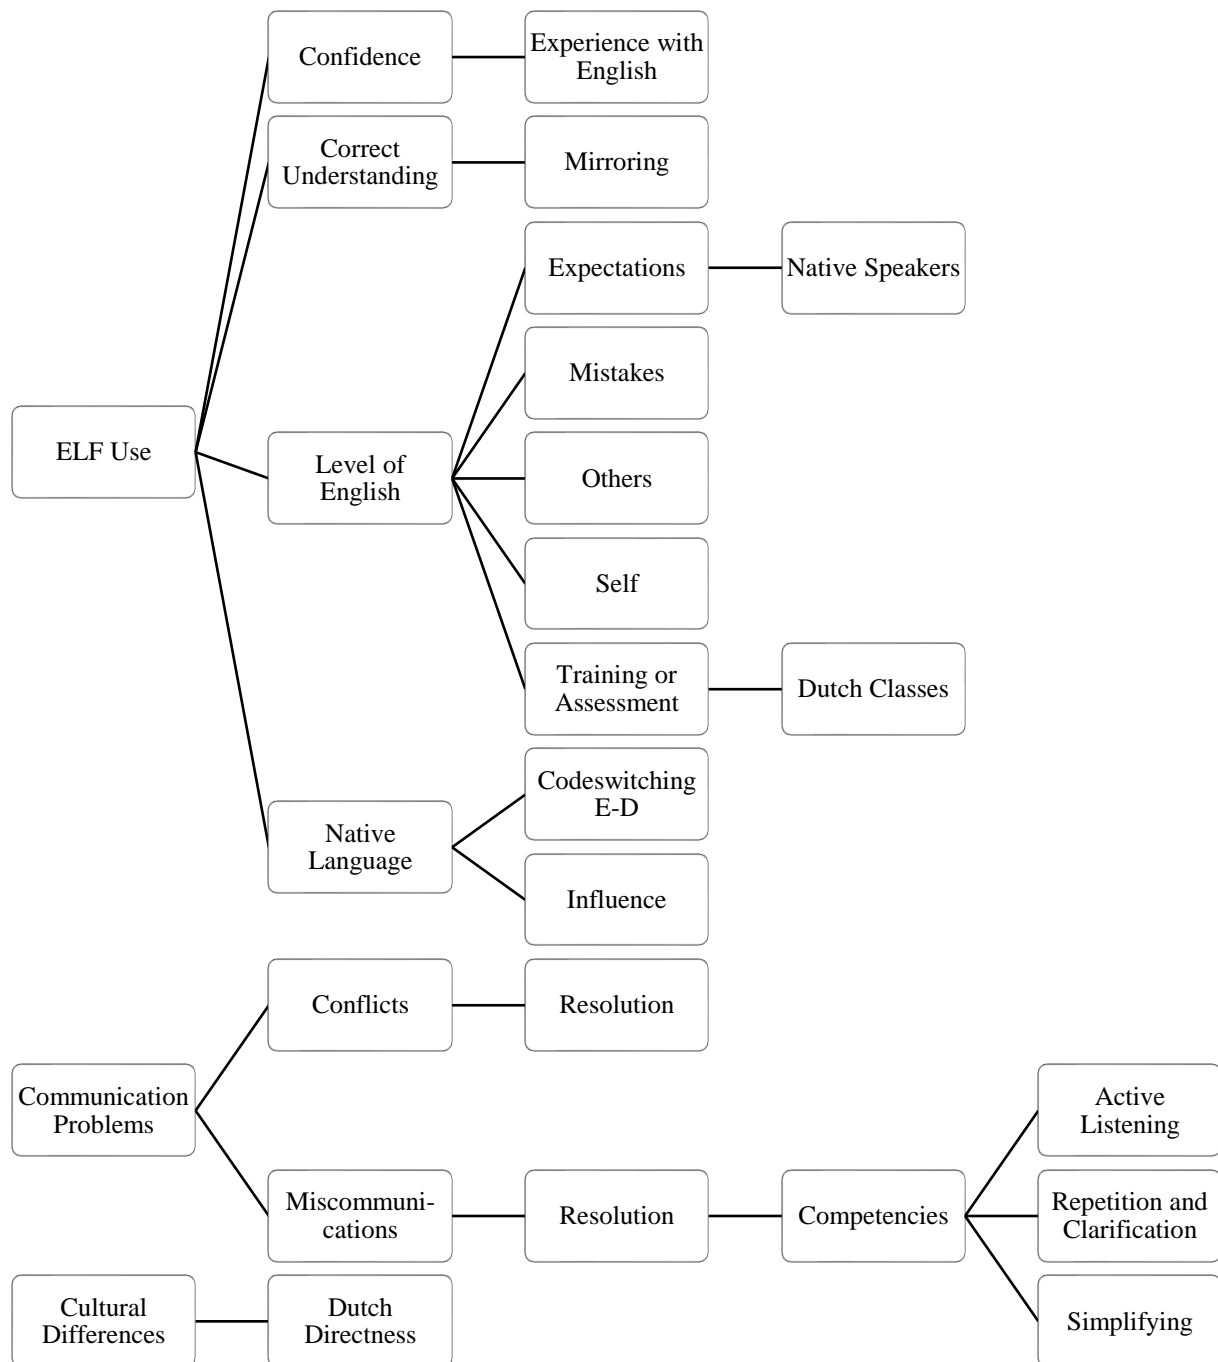 Confidence
Experience with
English
Correct
Understanding
Mirroring
Expectations
Native Speakers
Mistakes
ELF Use
Level of
English
Others
Self
Training or
Assessment
Dutch Classes
Codeswitching
E-D
Native
Language
Influence
Conflicts
Resolution
Communication
Problems
Active
Listening
Miscommuni-
cations
Resolution
Competencies
Repetition and
Clarification
Cultural
Differences
Dutch
Directness
Simplifying